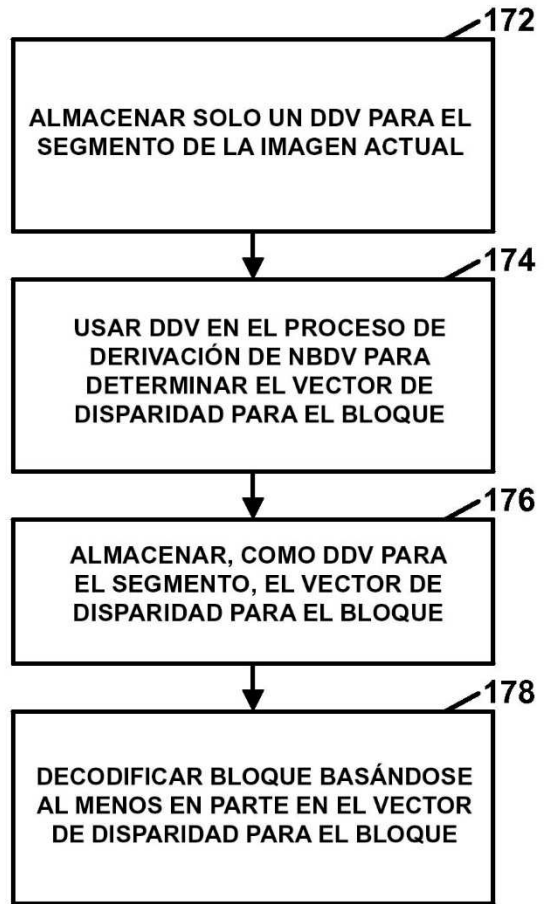 172
ALMACENAR SOLO UN DDV PARA EL
SEGMENTO DE LA IMAGEN ACTUAL
174
USAR DDV EN EL PROCESO DE
DERIVACIÓN DE NBDV PARA
DETERMINAR EL VECTOR DE
DISPARIDAD PARA EL BLOQUE
176
ALMACENAR, COMO DDV PARA
EL SEGMENTO, EL VECTOR DE
DISPARIDAD PARA EL BLOQUE
178
DECODIFICAR BLOQUE BASÁNDOSE
AL MENOS EN PARTE EN EL VECTOR
DE DISPARIDAD PARA EL BLOQUE